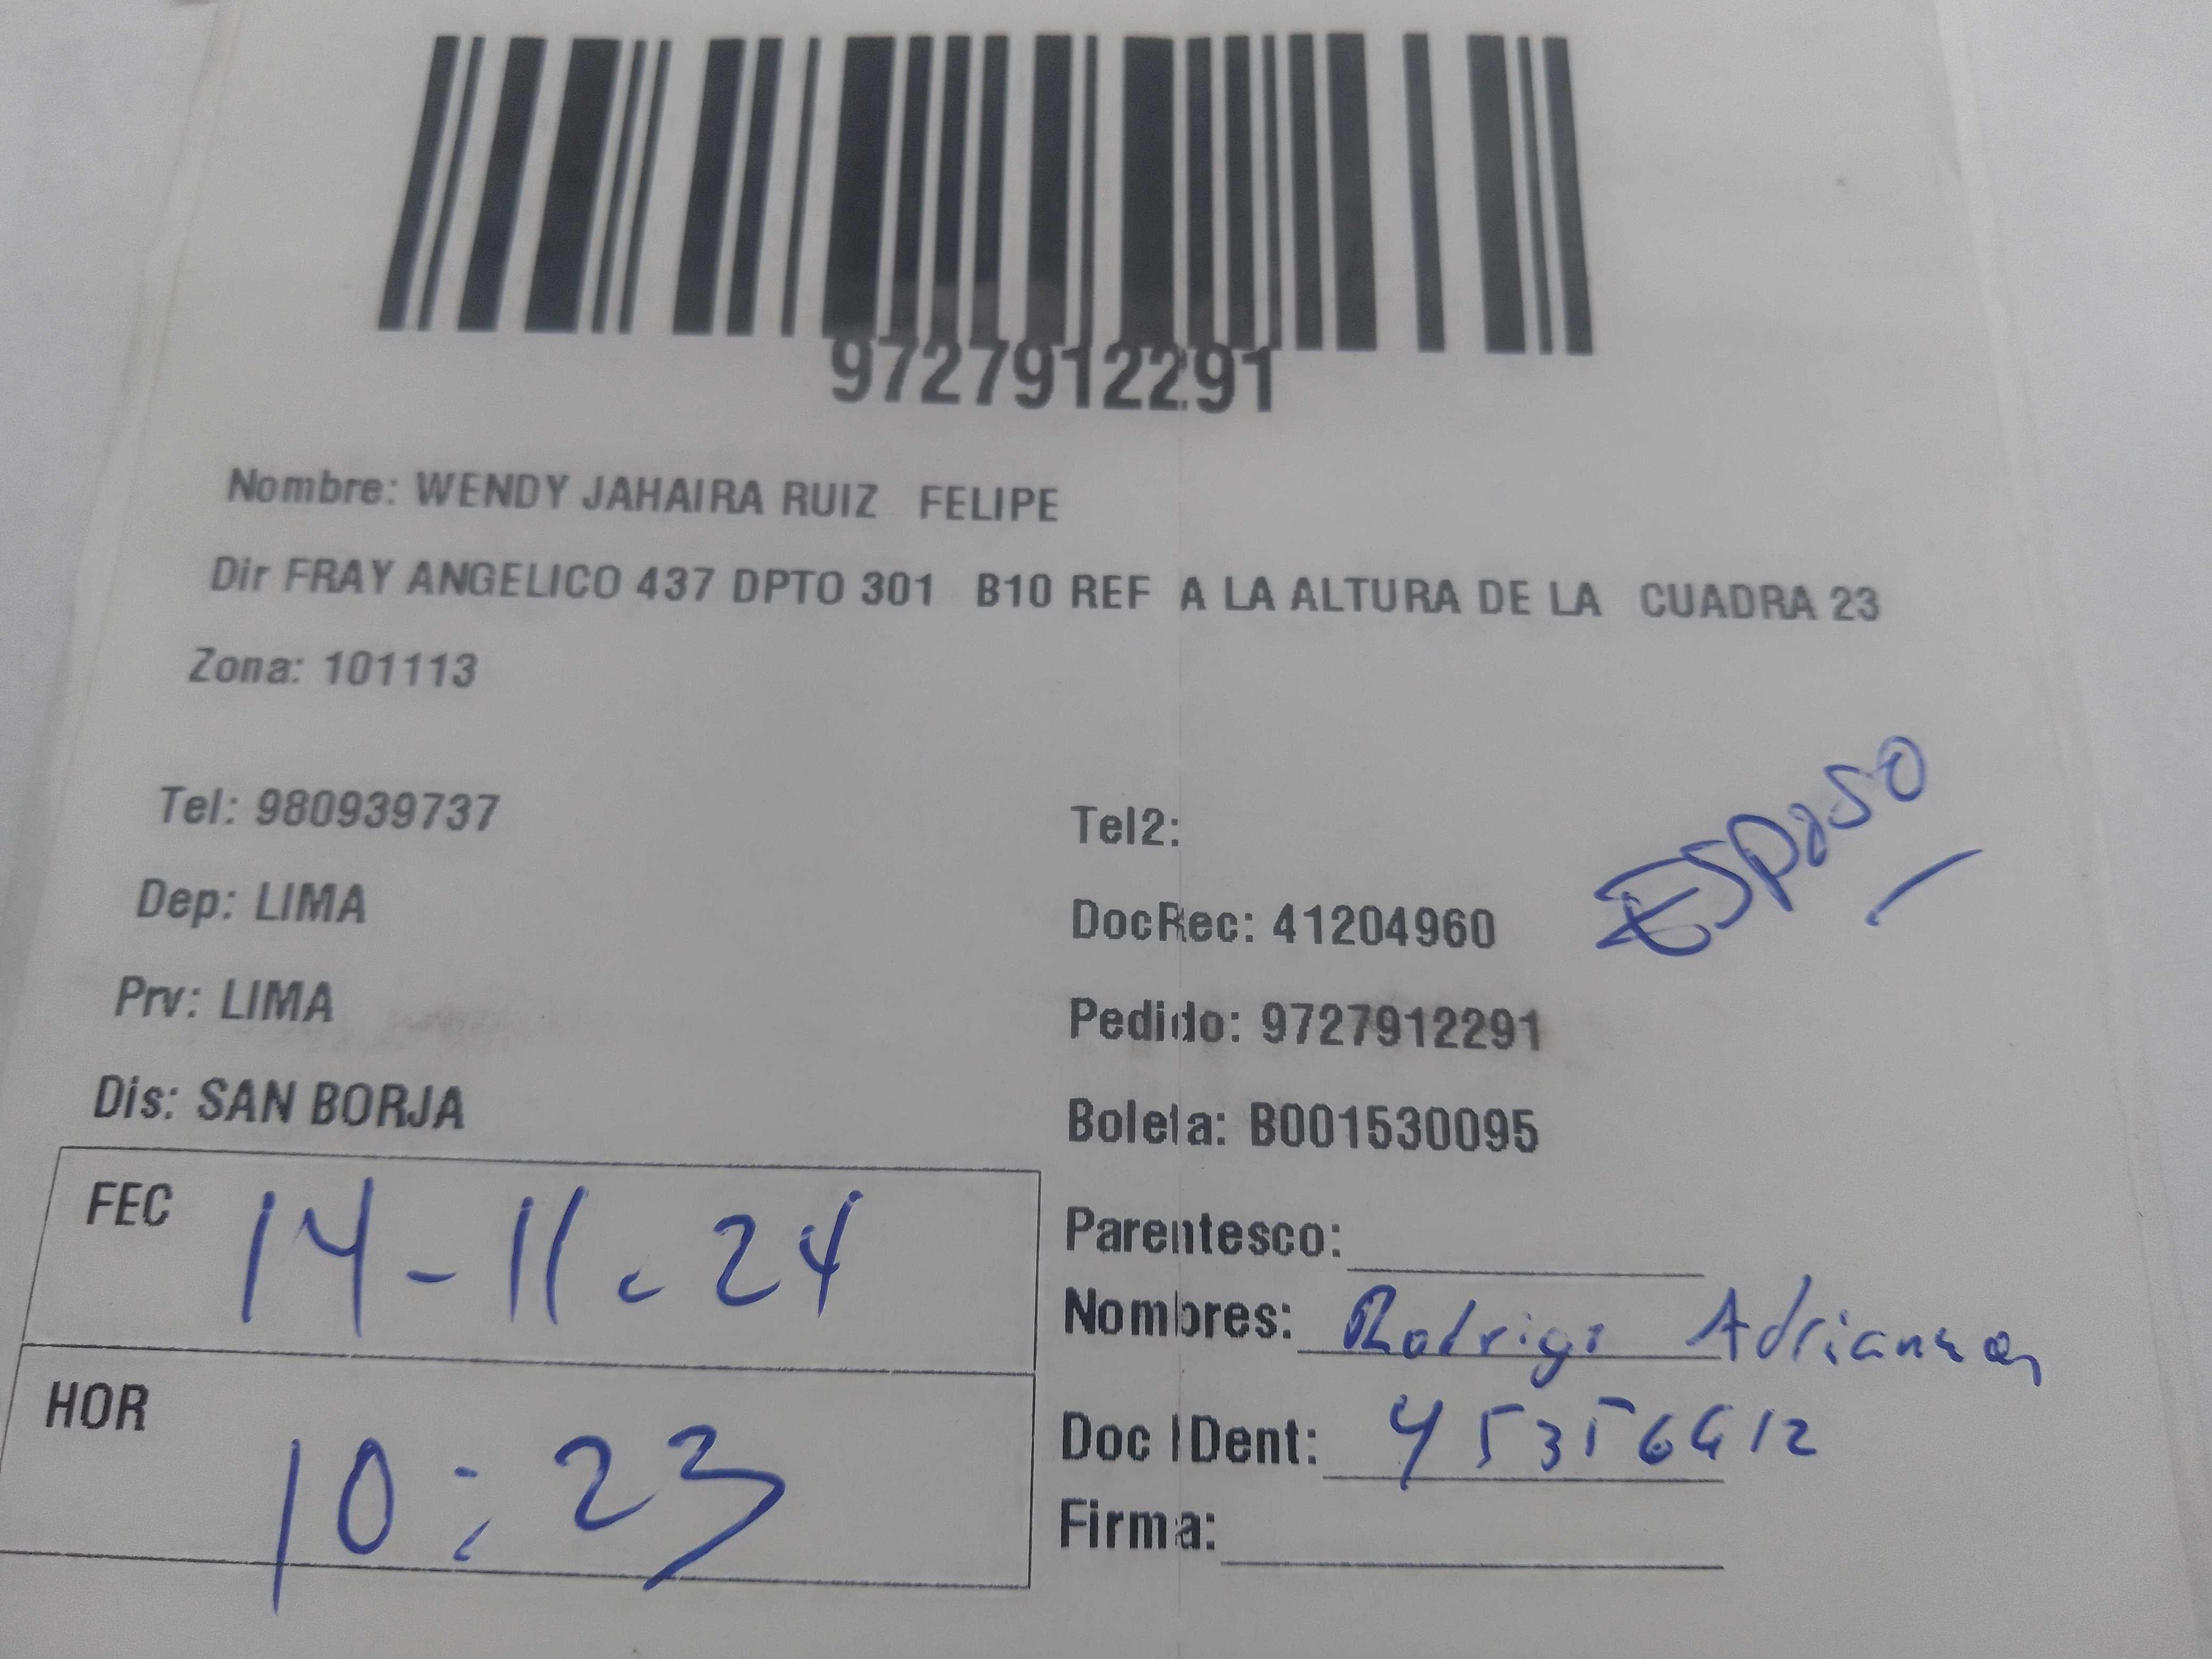 9727912291
Nombre: WENDY JAHAIRA RUIZ FELIPE
Dir FRAY ANGELICO 437 DPTO 301 B10 REF A LA ALTURA DE LA CUADRA 23
Zona: 101113
Tel: 980939737
Tel2:
Esposo
Dep: LIMA
DocRec: 41204960
Prv: LIMA
Pedido: 9727912291
Dis: SAN BORJA
Boleta: B001530095
FEC 14-11-24
Parentesco:
Nombres: Rodrigo
HOR 10:23
Doc IDent:
Firma: